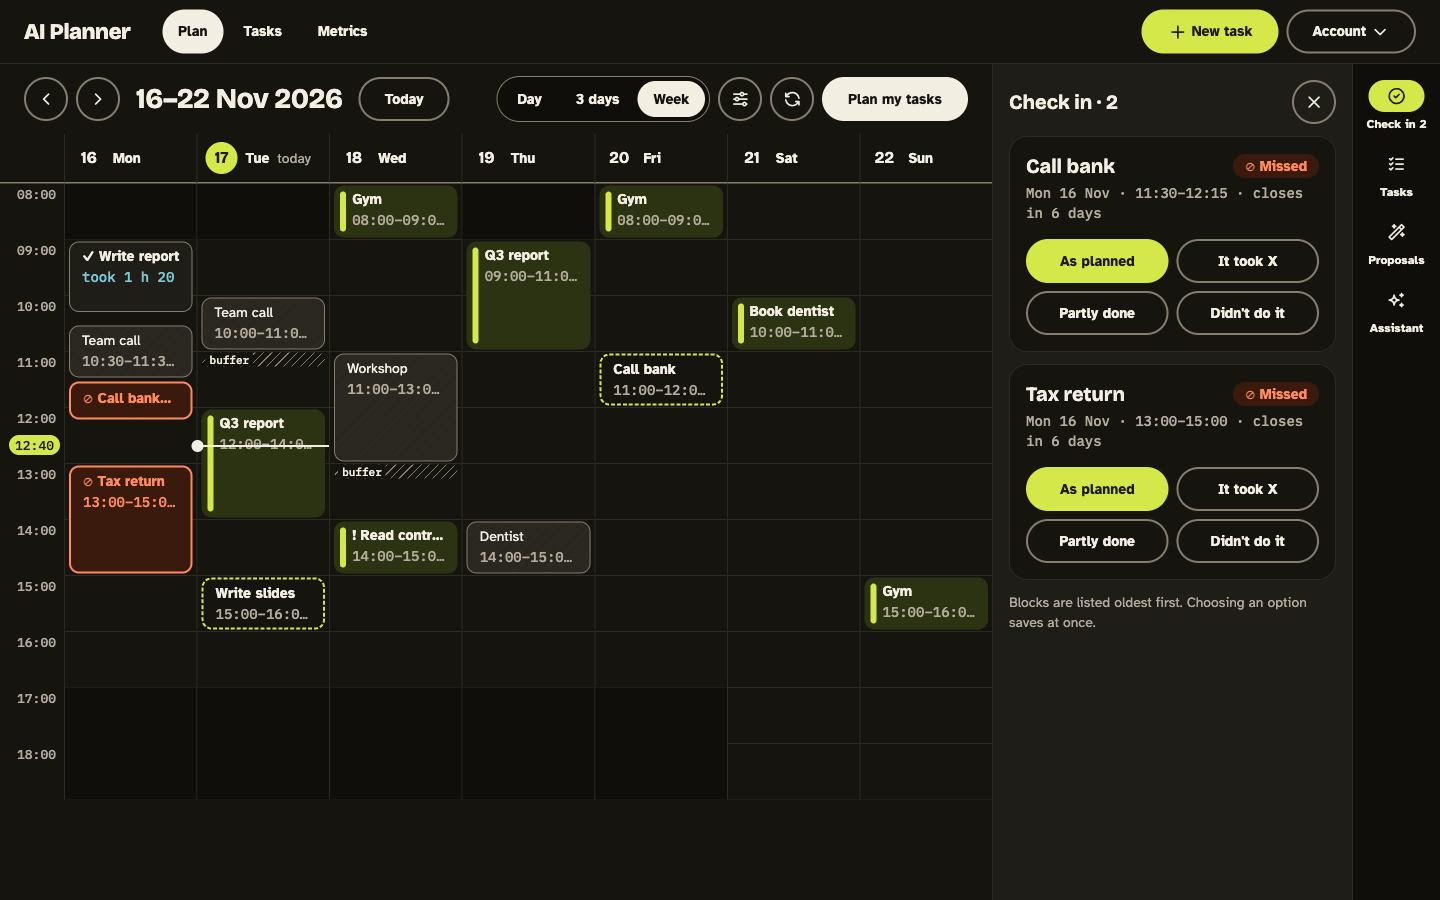 AI Planner
Plan
Tasks
Metrics
New task
Account
16–22 Nov 2026
Today
Day
3 days
Week
Plan my tasks
16 Mon
17 Tue today
18 Wed
19 Thu
20 Fri
21 Sat
22 Sun
08:00
09:00
10:00
11:00
12:00
12:40
13:00
14:00
15:00
16:00
17:00
18:00
Write report
took 1 h 20
Team call
10:30–11:3…
Call bank…
Tax return
13:00–15:0…
Team call
10:00–11:0…
buffer
Q3 report
12:00–14:0…
Write slides
15:00–16:0…
Gym
08:00–09:0…
Workshop
11:00–13:0…
buffer
! Read contr…
14:00–15:0…
Q3 report
09:00–11:0…
Dentist
14:00–15:0…
Gym
08:00–09:0…
Call bank
11:00–12:0…
Book dentist
10:00–11:0…
Gym
15:00–16:0…
Check in · 2
Call bank
Missed
Mon 16 Nov · 11:30–12:15 · closes
in 6 days
As planned
It took X
Partly done
Didn't do it
Tax return
Missed
Mon 16 Nov · 13:00–15:00 · closes
in 6 days
As planned
It took X
Partly done
Didn't do it
Blocks are listed oldest first. Choosing an option
saves at once.
Check in 2
Tasks
Proposals
Assistant